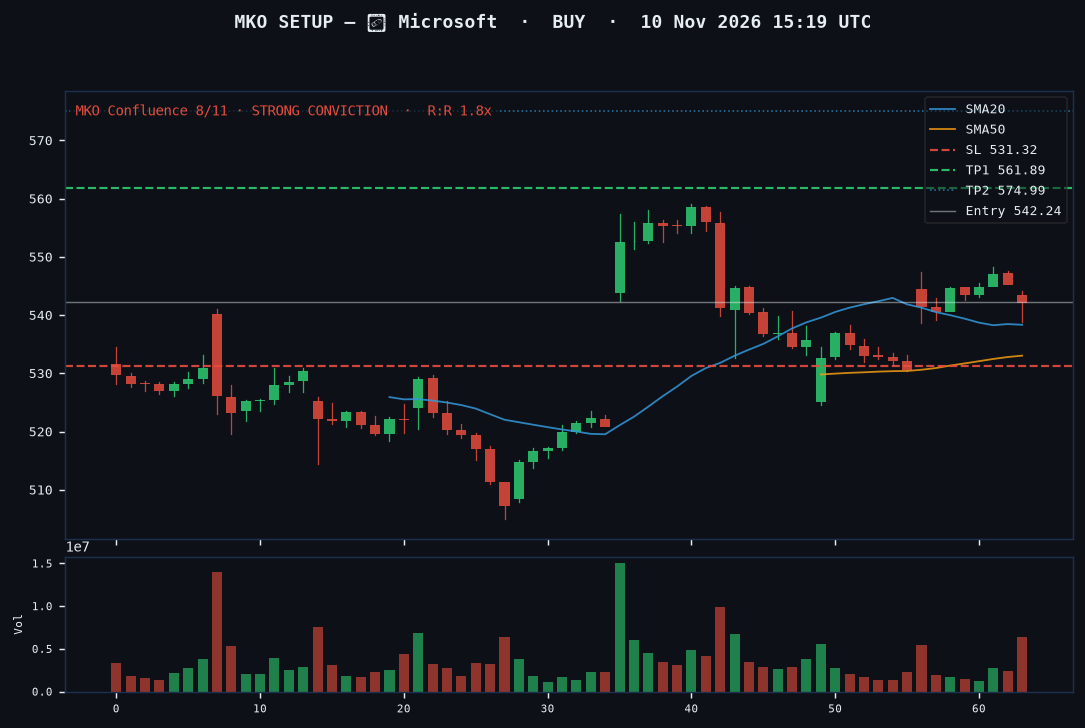 MKO SETUP — Microsoft · BUY · 10 Nov 2026 15:19 UTC
MKO Confluence 8/11 · STRONG CONVICTION · R:R 1.8x
SMA20
SMA50
SL 531.32
TP1 561.89
TP2 574.99
Entry 542.24
570
560
550
540
530
520
510
1e7
1.5
1.0
0.5
0.0
Vol
0 10 20 30 40 50 60